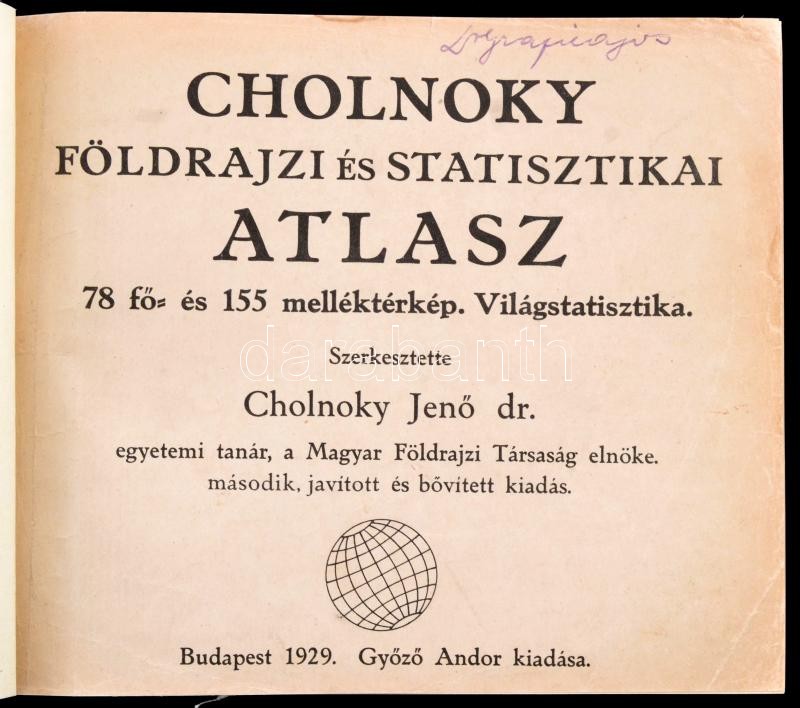 CHOLNOKY
FÖLDRAJZI ÉS STATISZTIKAI
ATLASZ
78 fő= és 155 melléktérkép. Világstatisztika.
Szerkesztette
darabanth
Cholnoky Jenő dr.
egyetemi tanár, a Magyar Földrajzi Társaság elnöke.
második, javított és bővített kiadás.
Budapest 1929. Győző Andor kiadása.